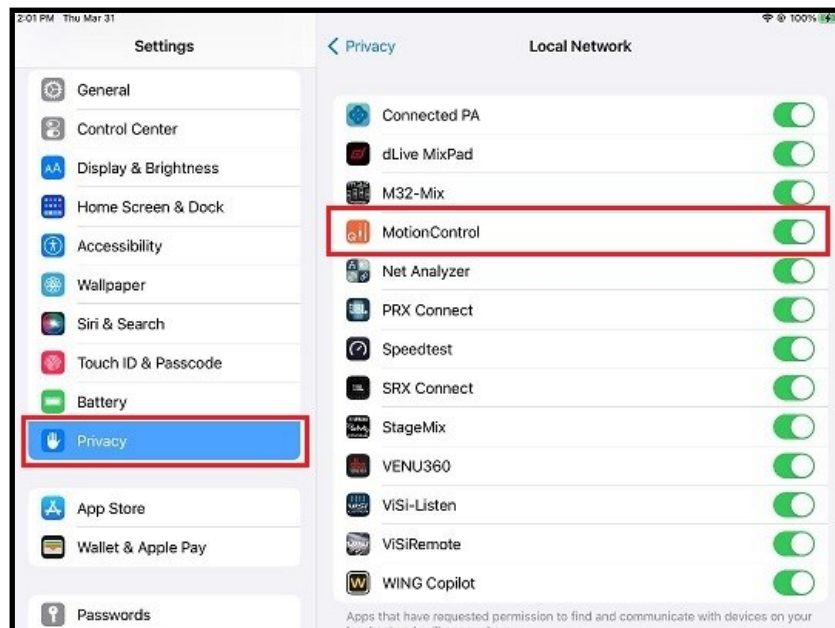 2:01 PM Thu Mar 31
100%
Settings
General
Control Center
Display & Brightness
Home Screen & Dock
Accessibility
Wallpaper
Siri & Search
Touch ID & Passcode
Battery
Privacy
App Store
Wallet & Apple Pay
Passwords
Privacy
Local Network
Connected PA
dLive MixPad
M32-Mix
MotionControl
Net Analyzer
PRX Connect
Speedtest
SRX Connect
StageMix
VENU360
ViSi-Listen
ViSiRemote
WING Copilot
Apps that have requested permission to find and communicate with devices on your